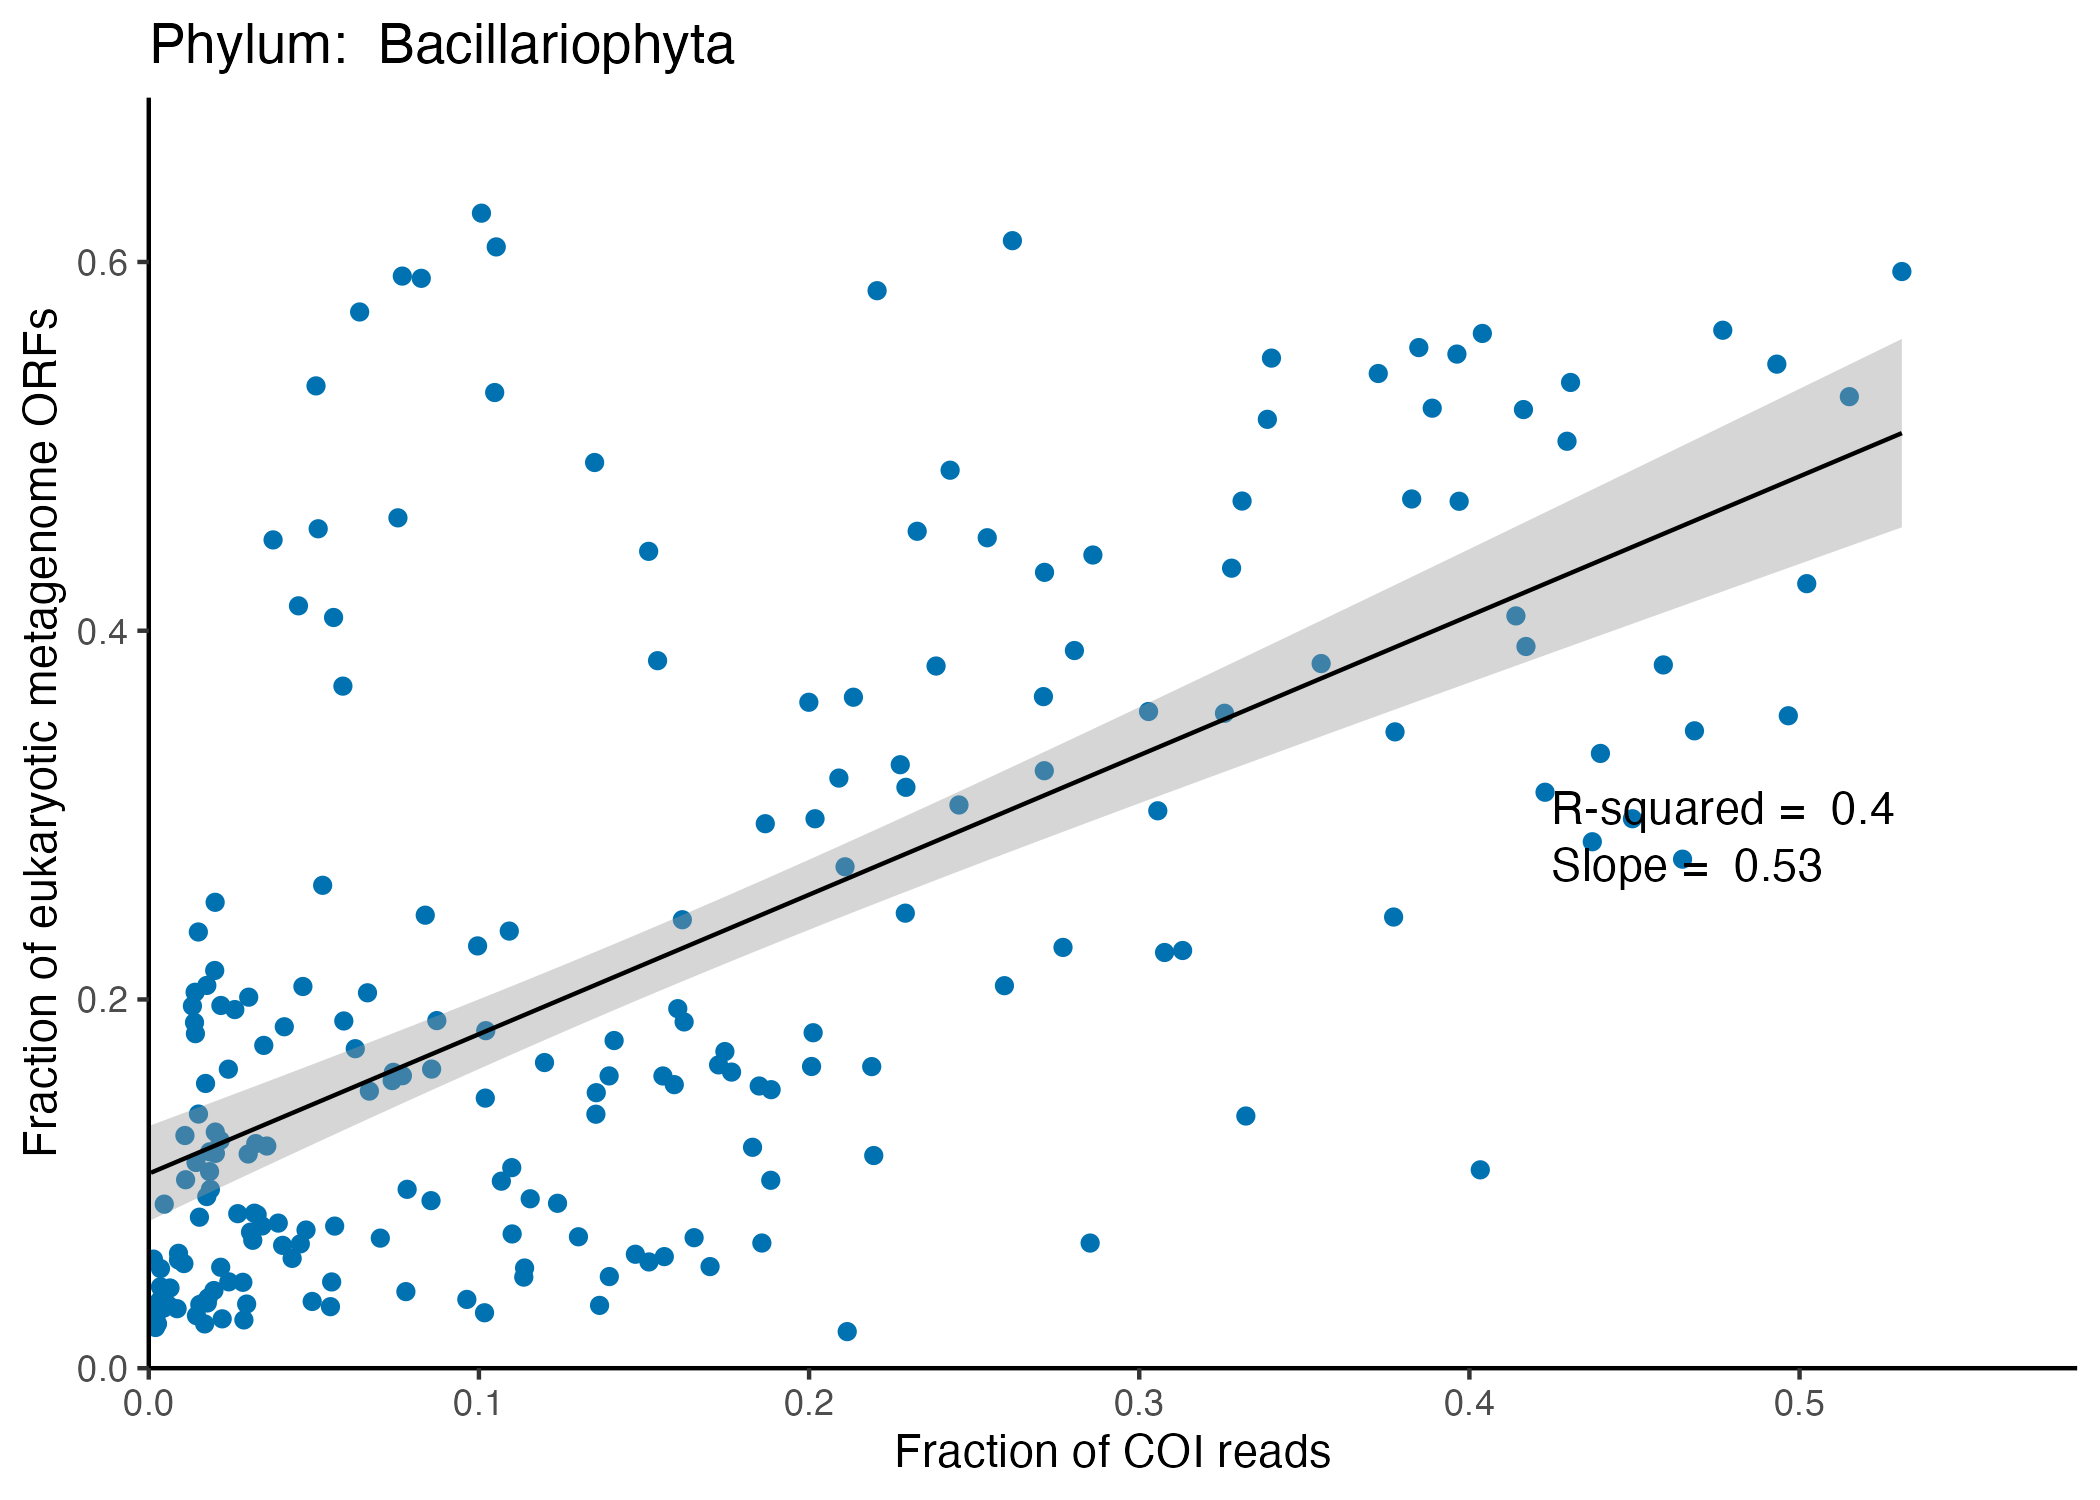 Phylum:  Bacillariophyta
Fraction of eukaryotic metagenome ORFs
0.6
0.4
0.2
0.0
R-squared =  0.4
Slope =  0.53
0.0 0.1 0.2 0.3 0.4 0.5
Fraction of COI reads